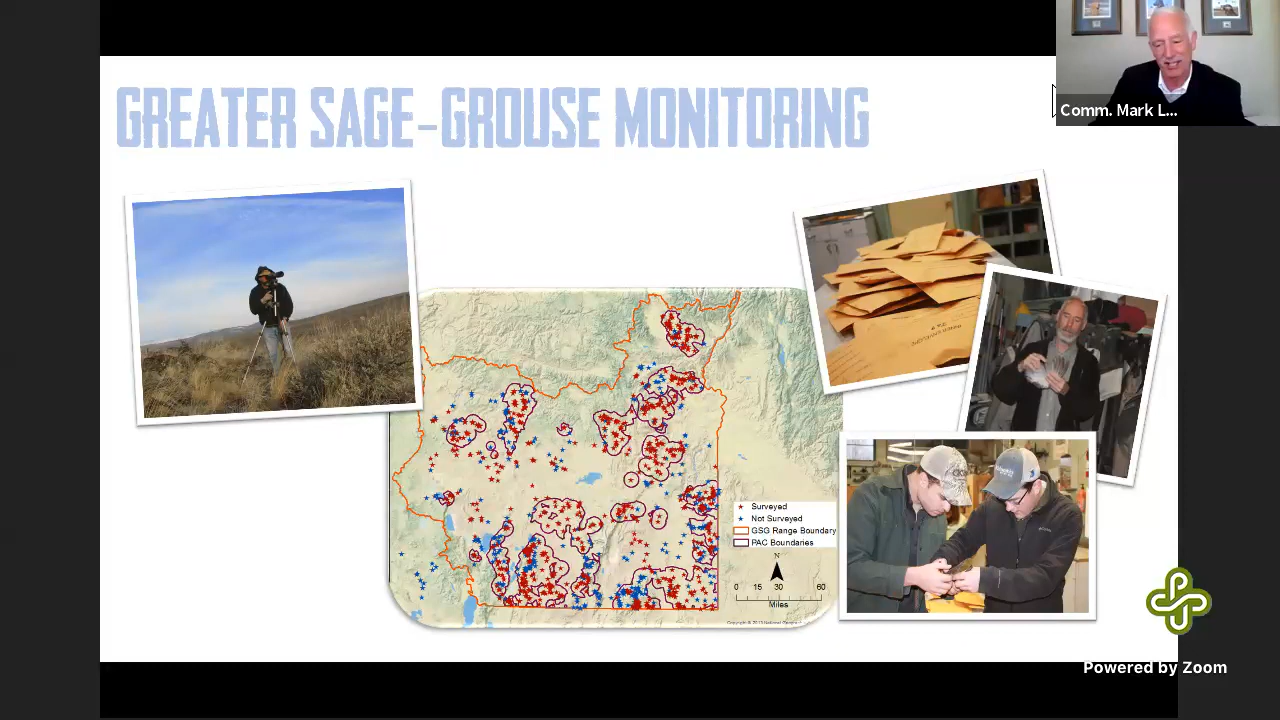 GREATER SAGE-GROUSE MONITORING
Comm. Mark L...
Surveyed
Not Surveyed
GSG Range Boundary
PAC Boundaries
N
0 15 30 60
Miles
Powered by Zoom